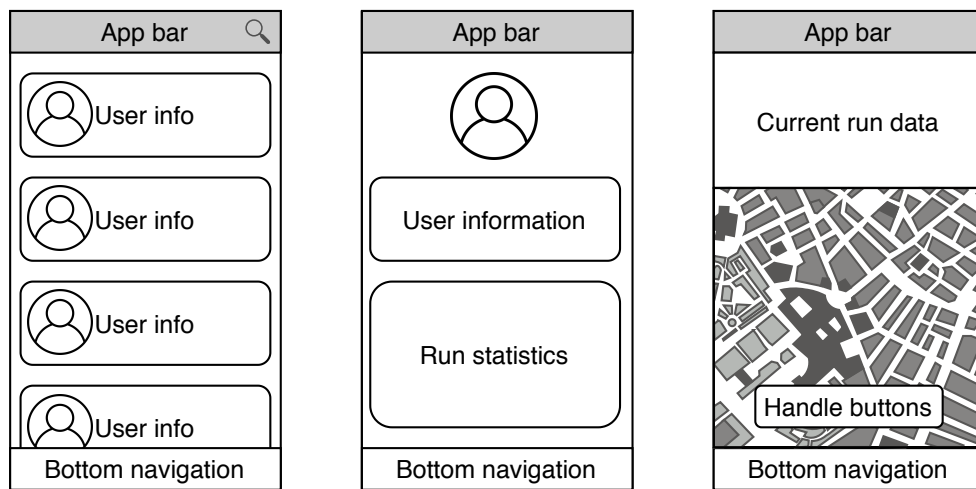 App bar
User info
User info
User info
User info
Bottom navigation
App bar
User information
Run statistics
Bottom navigation
App bar
Current run data
Handle buttons
Bottom navigation